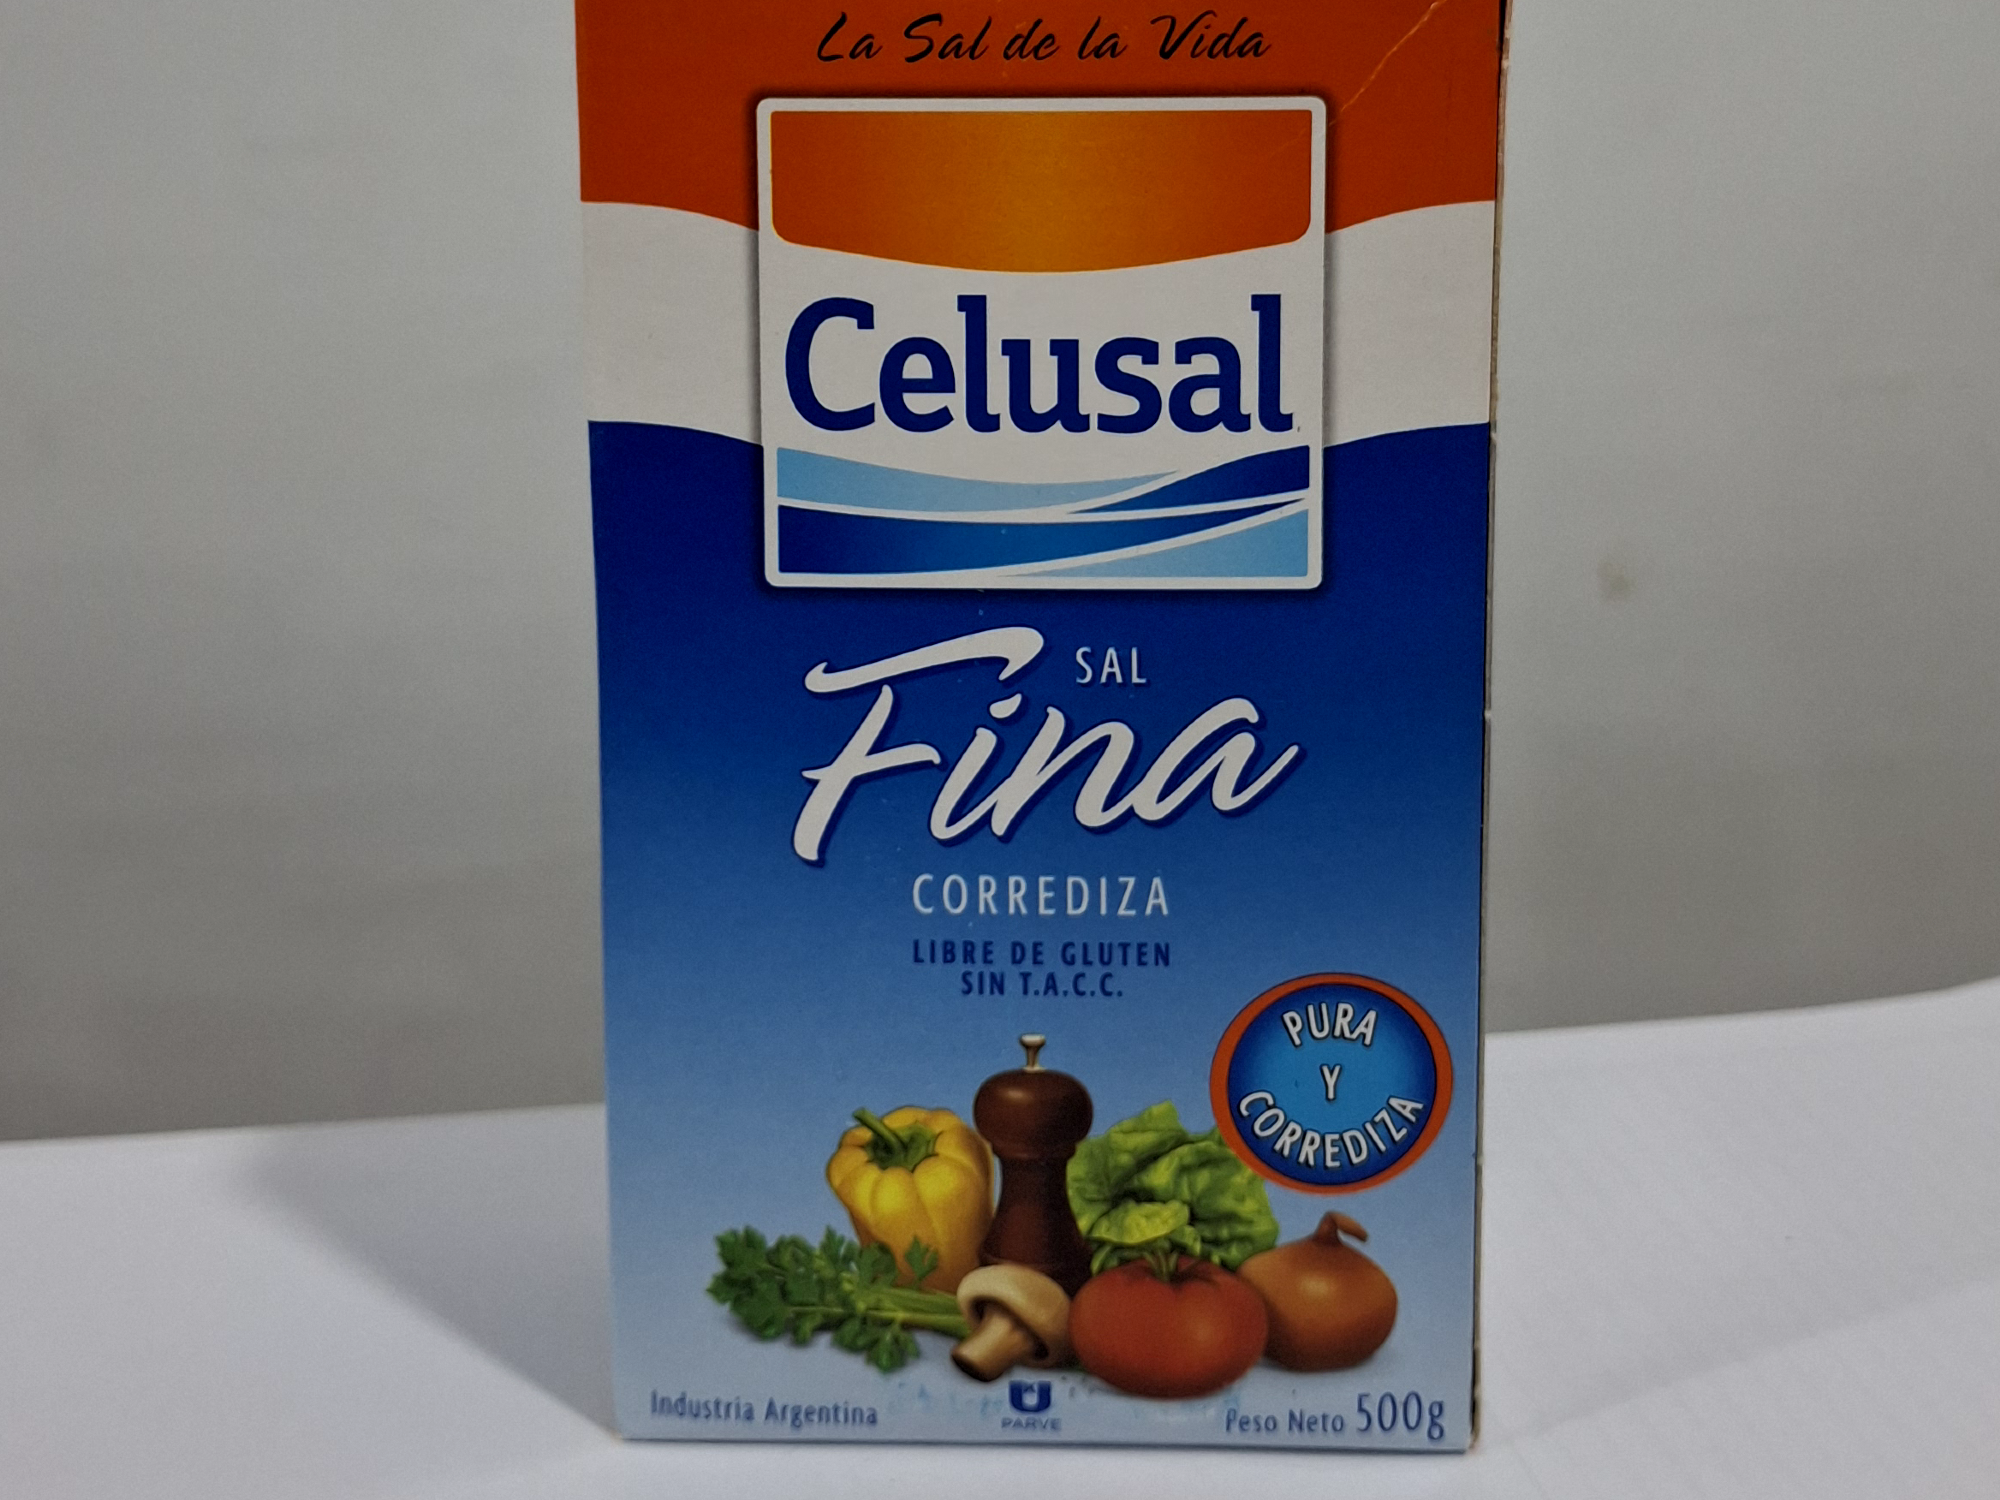 La Sal de la Vida
Celusal
SAL
Fina
CORREDIZA
LIBRE DE GLUTEN
SIN T.A.C.C.
PURA
Y
CORREDIZA
Industria Argentina
U
PARVE
Peso Neto 500g